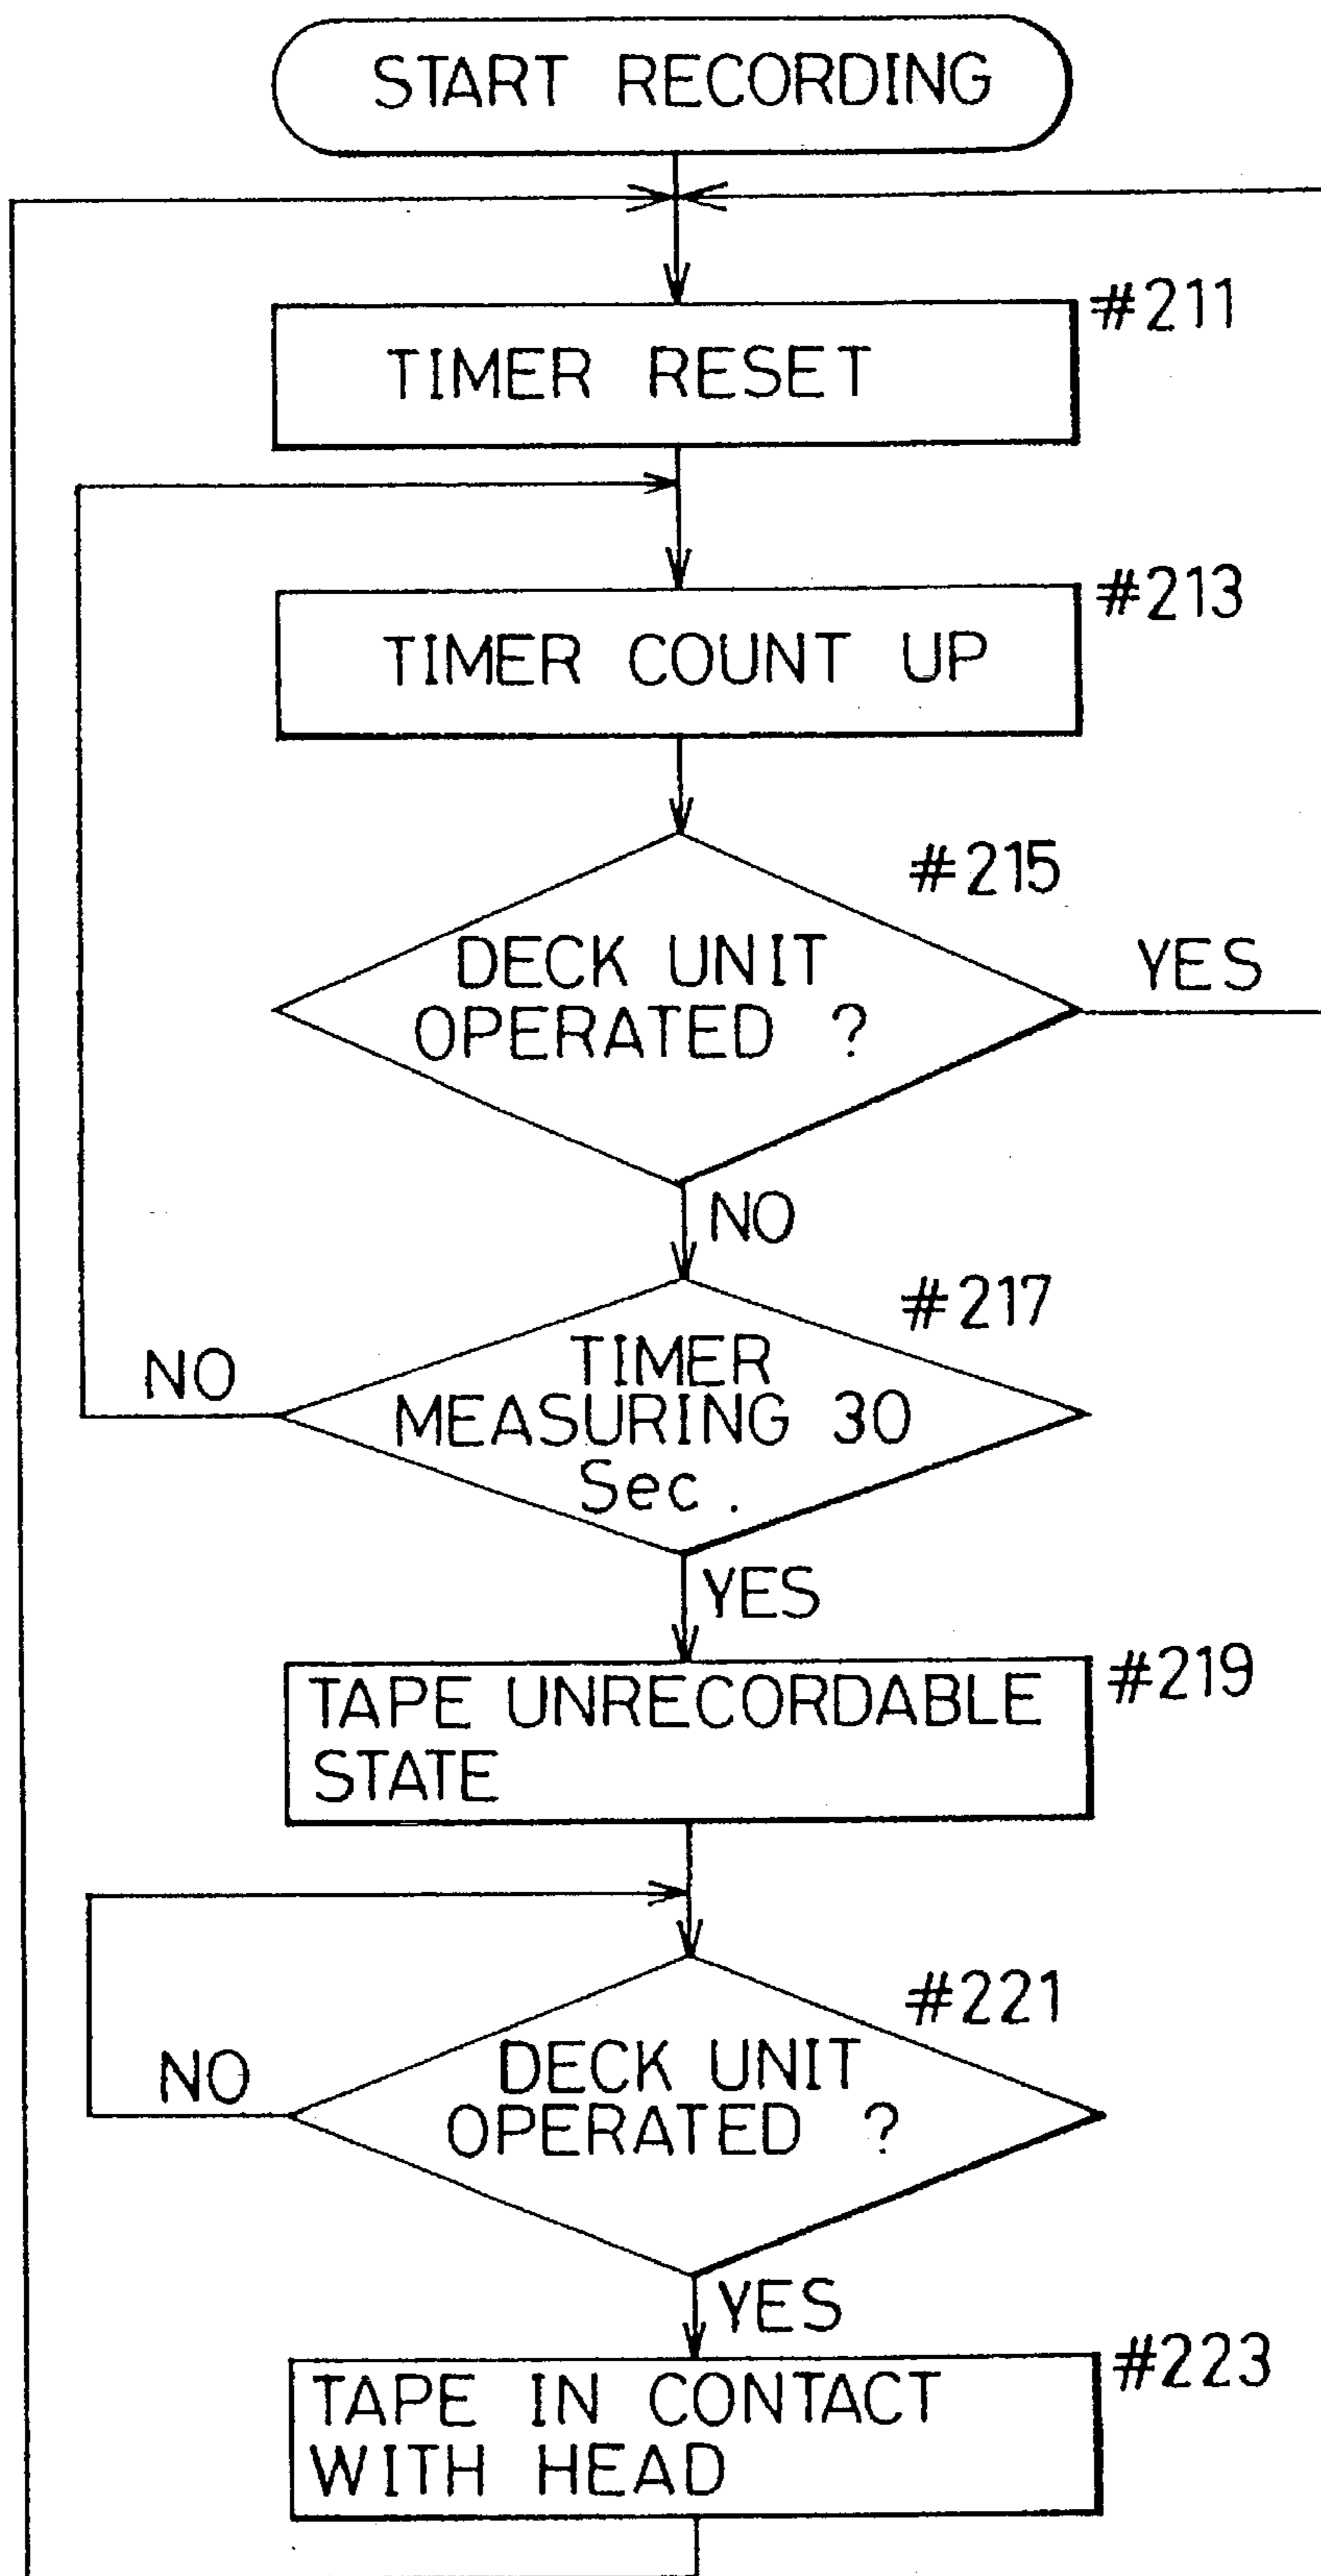 START RECORDING
#211
TIMER RESET
#213
TIMER COUNT UP
#215
DECK UNIT
OPERATED ?
YES
NO
#217
TIMER
MEASURING 30
Sec.
NO
YES
#219
TAPE UNRECORDABLE
STATE
#221
DECK UNIT
OPERATED ?
NO
YES
#223
TAPE IN CONTACT
WITH HEAD